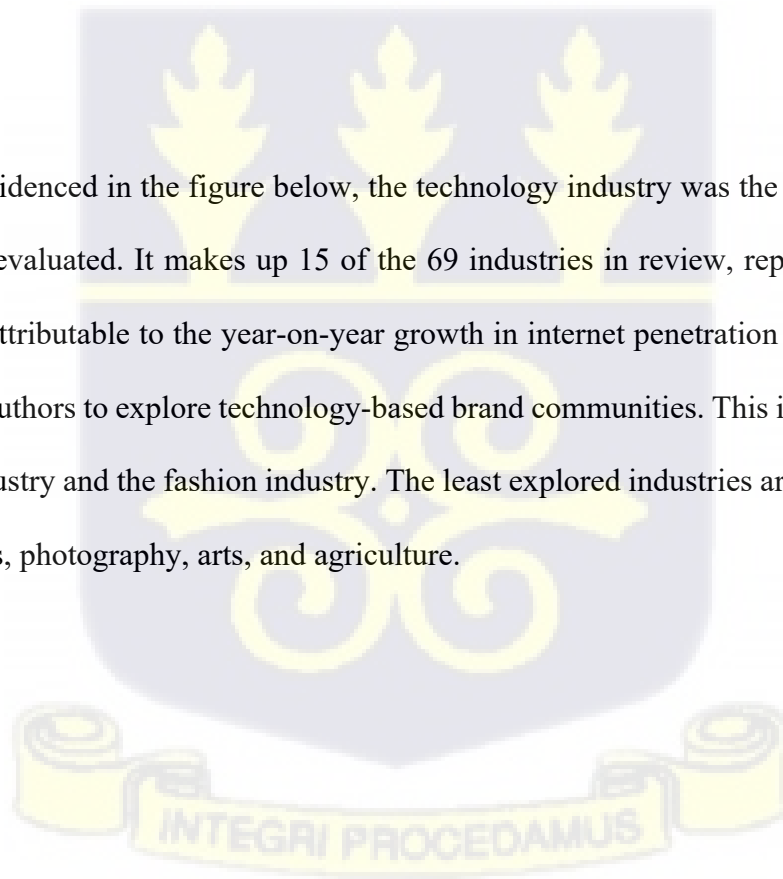 idenced in the figure below, the technology industry was the
evaluated. It makes up 15 of the 69 industries in review, rep
ttributable to the year-on-year growth in internet penetration
uthors to explore technology-based brand communities. This i
ustry and the fashion industry. The least explored industries ar
s, photography, arts, and agriculture.
INTEGRI PROCEDAMUS